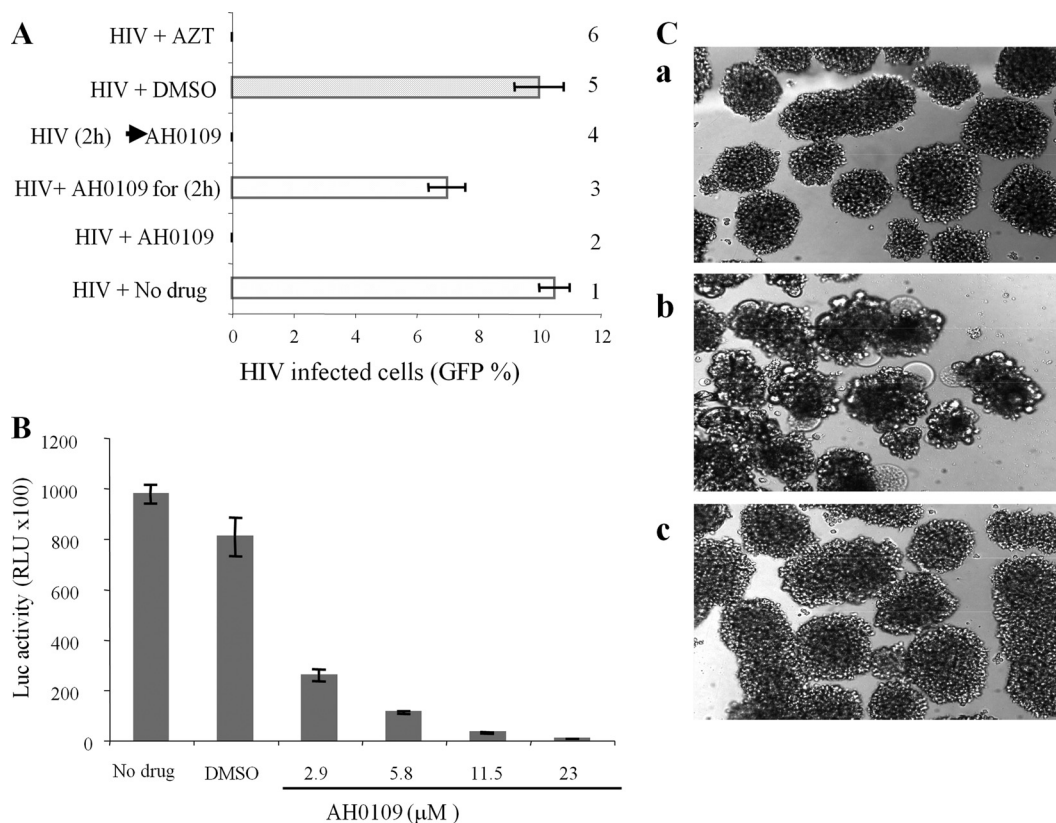 A
HIV + AZT 6
HIV + DMSO 5
HIV (2h) AH0109 4
HIV+ AH0109 for (2h) 3
HIV + AH0109 2
HIV + No drug 1
0 2 4 6 8 10 12
HIV infected cells (GFP %)
B
Luc activity (RLU x100)
1200
1000
800
600
400
200
0
No drug DMSO 2.9 5.8 11.5 23
AH0109 (μM )
C
a
b
c